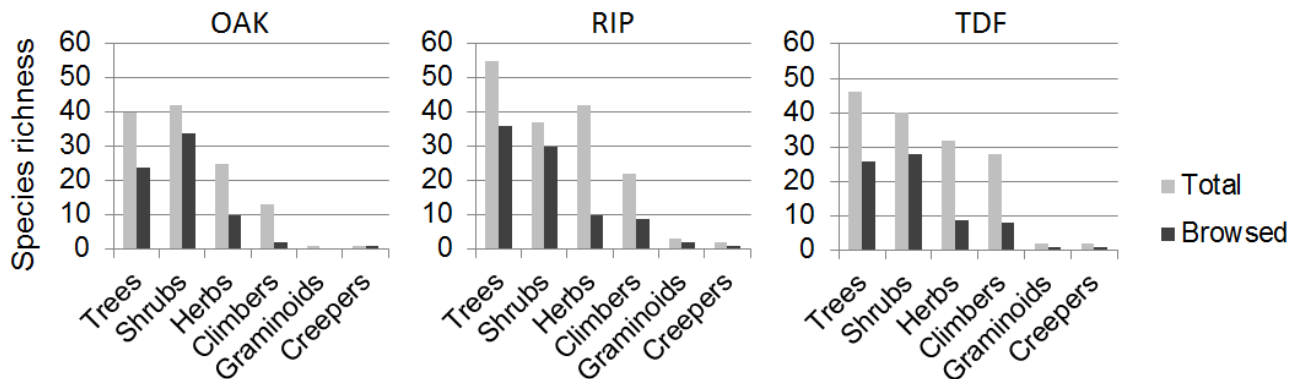 OAK
RIP
TDF
Species richness
60
50
40
30
20
10
0
Trees
Shrubs
Herbs
Climbers
Graminoids
Creepers
60
50
40
30
20
10
0
Trees
Shrubs
Herbs
Climbers
Graminoids
Creepers
60
50
40
30
20
10
0
Trees
Shrubs
Herbs
Climbers
Graminoids
Creepers
Total
Browsed